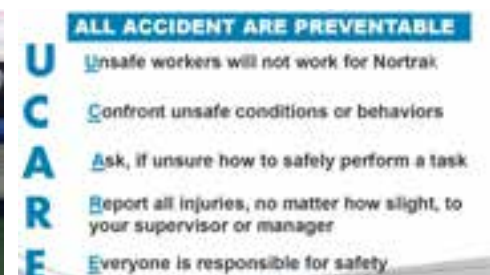 ALL ACCIDENT ARE PREVENTABLE
U Unsafe workers will not work for Nortrak
C Confront unsafe conditions or behaviors
A Ask, if unsure how to safely perform a task
R Report all injuries, no matter how slight, to
your supervisor or manager
E Everyone is responsible for safety